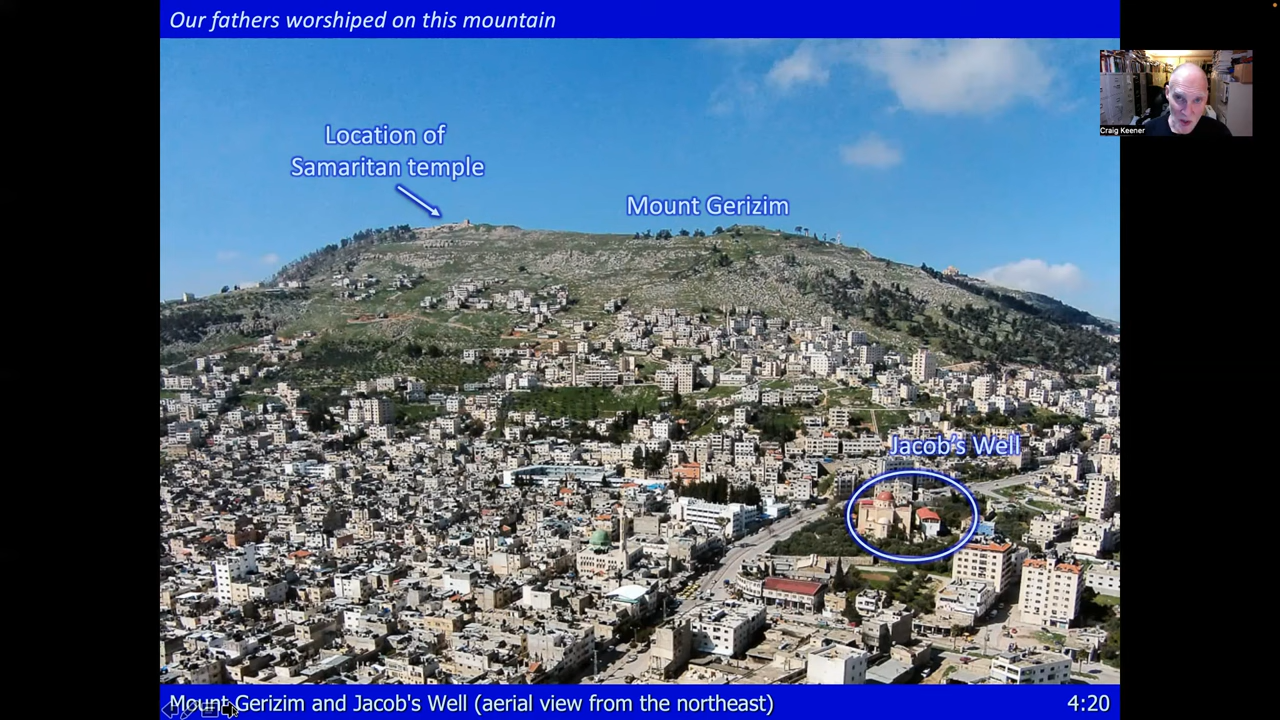 Our fathers worshiped on this mountain
Location of
Samaritan temple
Mount Gerizim
Craig Keener
Jacob's Well
Mount Gerizim and Jacob's Well (aerial view from the northeast)
4:20